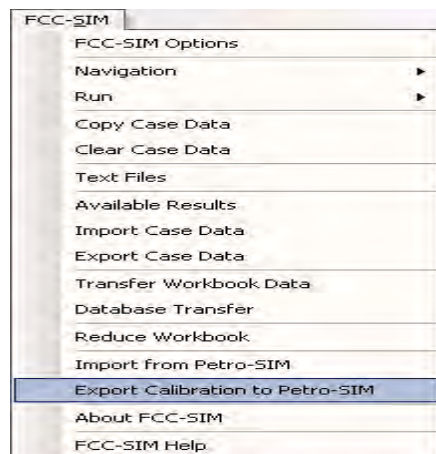 FCC-SIM
FCC-SIM Options
Navigation
Run
Copy Case Data
Clear Case Data
Text Files
Available Results
Import Case Data
Export Case Data
Transfer Workbook Data
Database Transfer
Reduce Workbook
Import from Petro-SIM
Export Calibration to Petro-SIM
About FCC-SIM
FCC-SIM Help